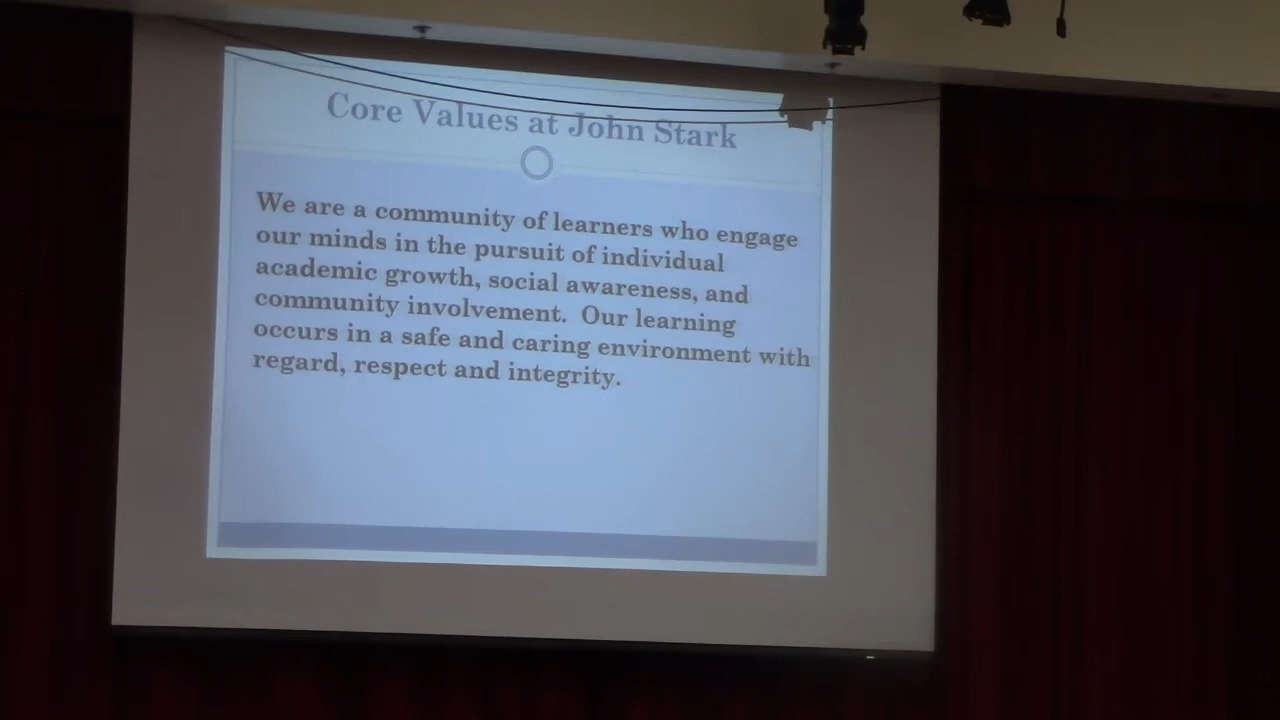 Core Values at John Stark
We are a community of learners who engage
our minds in the pursuit of individual
academic growth, social awareness, and
community involvement. Our learning
occurs in a safe and caring environment with
regard, respect and integrity.